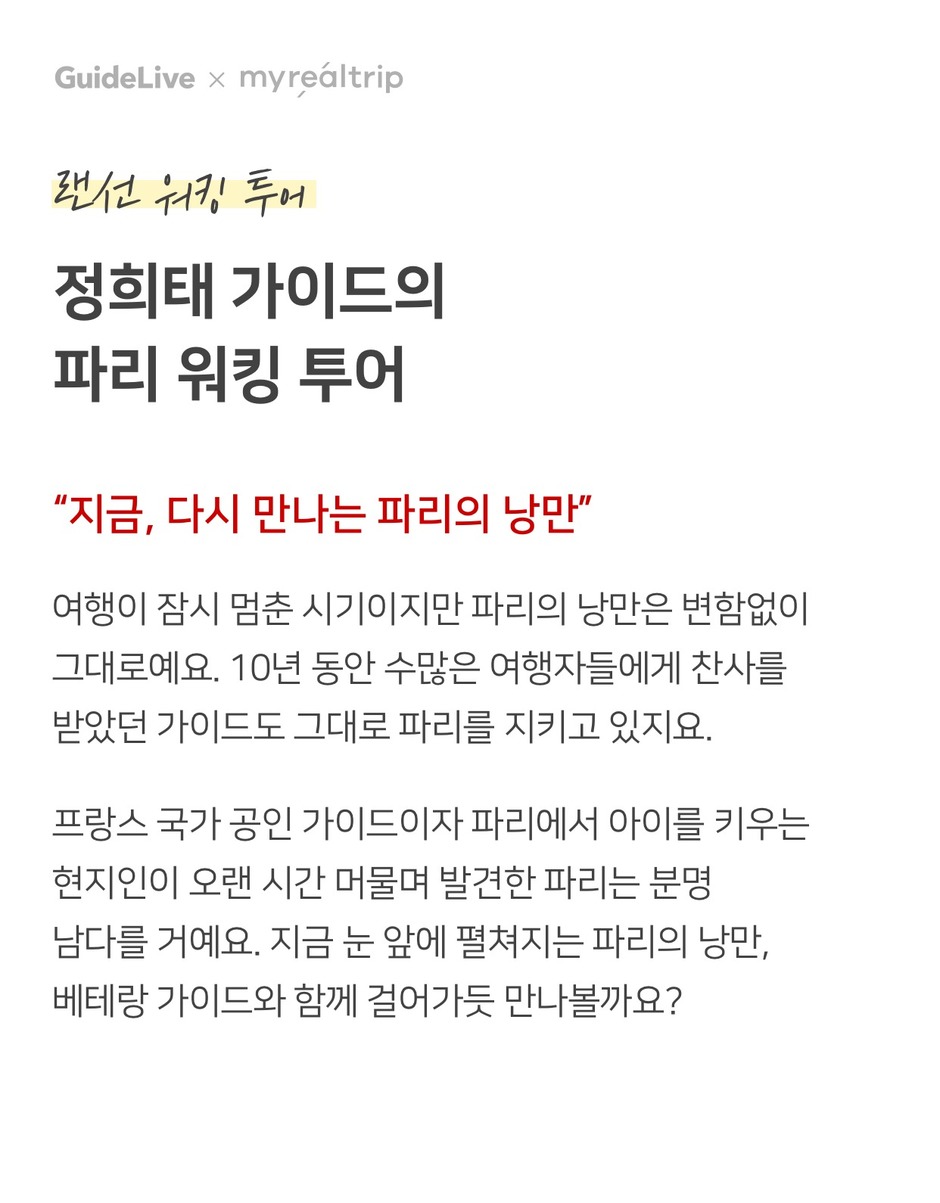 GuideLive × myrealtrip
랜선 워킹 투어
정희태 가이드의
파리 워킹 투어
“지금, 다시 만나는 파리의 낭만”
여행이 잠시 멈춘 시기이지만 파리의 낭만은 변함없이
그대로예요. 10년 동안 수많은 여행자들에게 찬사를
받았던 가이드도 그대로 파리를 지키고 있지요.
프랑스 국가 공인 가이드이자 파리에서 아이를 키우는
현지인이 오랜 시간 머물며 발견한 파리는 분명
남다를 거예요. 지금 눈 앞에 펼쳐지는 파리의 낭만,
베테랑 가이드와 함께 걸어가듯 만나볼까요?